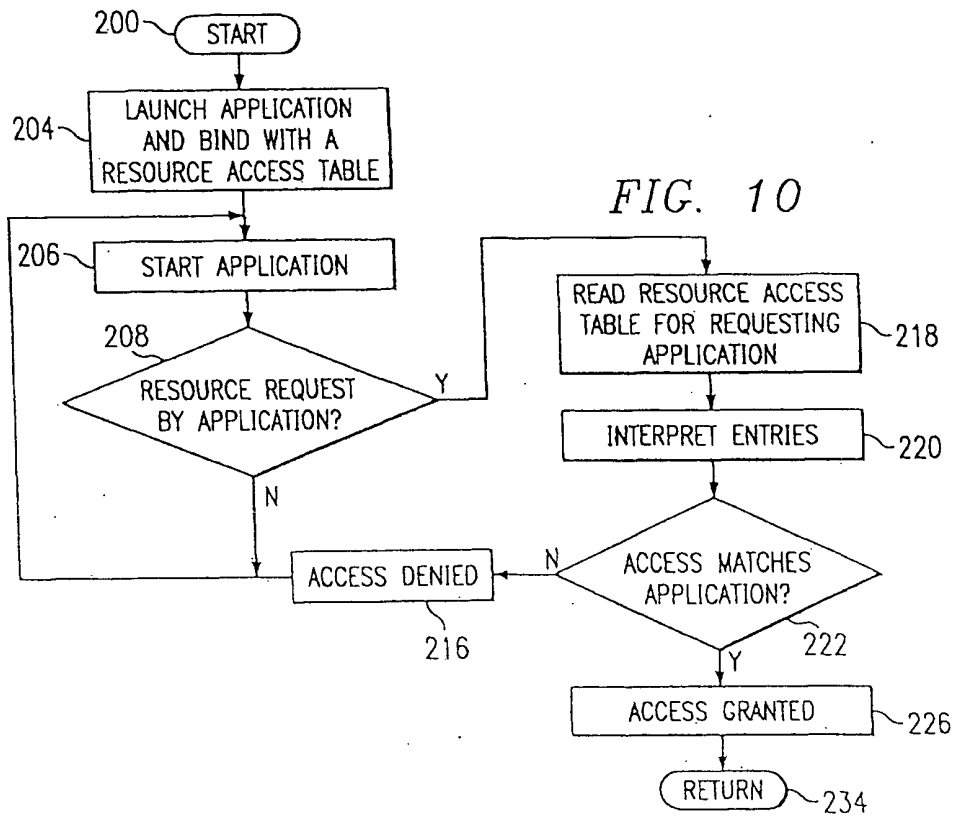 200
START
204
LAUNCH APPLICATION
AND BIND WITH A
RESOURCE ACCESS TABLE
FIG. 10
206
START APPLICATION
208
RESOURCE REQUEST
BY APPLICATION?
Y
N
READ RESOURCE ACCESS
TABLE FOR REQUESTING
APPLICATION
218
INTERPRET ENTRIES
220
ACCESS MATCHES
APPLICATION?
222
N
Y
ACCESS DENIED
216
ACCESS GRANTED
226
RETURN
234